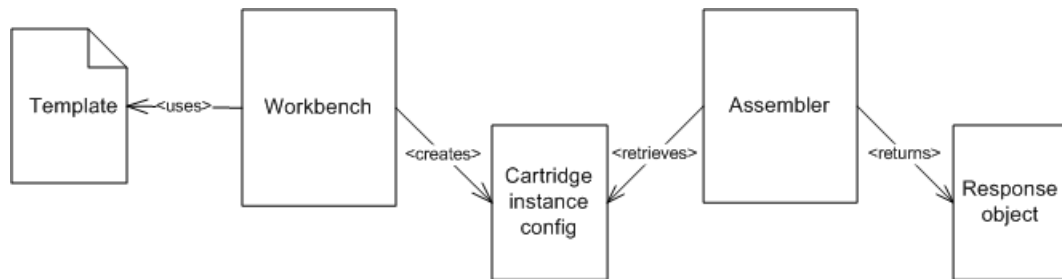 Template
<uses>
Workbench
<creates>
Cartridge
instance
config
<retrieves>
Assembler
<returns>
Response
object